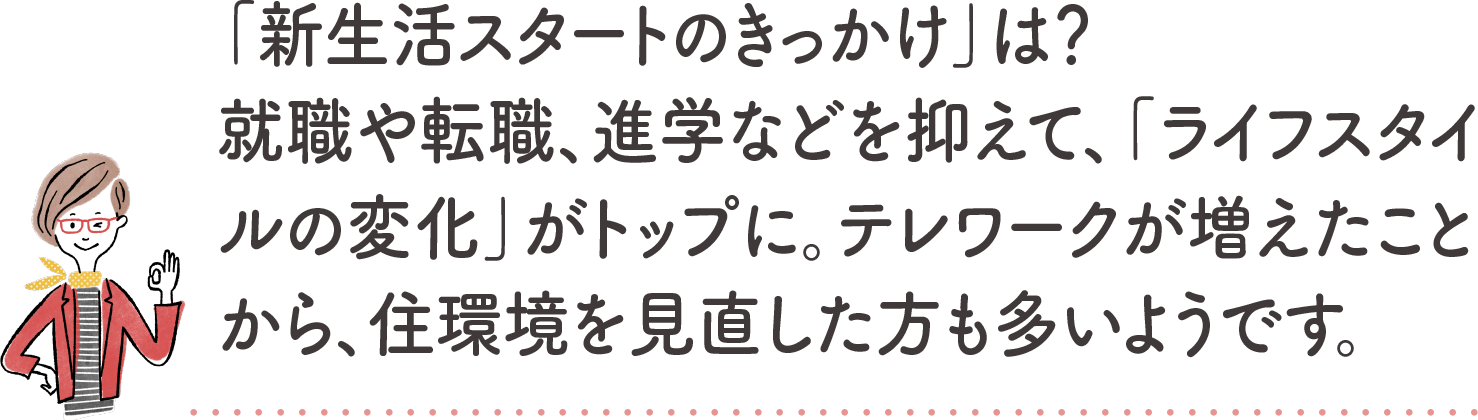 「新生活スタートのきっかけ」は？
就職や転職、進学などを抑えて、「ライフスタイ
ルの変化」がトップに。テレワークが増えたこと
から、住環境を見直した方も多いようです。